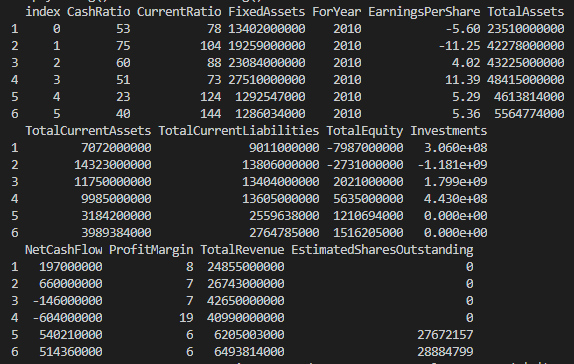 index CashRatio CurrentRatio FixedAssets ForYear EarningsPerShare TotalAssets
1 0 53 78 13402000000 2010 -5.60 23510000000
2 1 75 104 19259000000 2010 -11.25 42278000000
3 2 60 88 23084000000 2010 4.02 43225000000
4 3 51 73 27510000000 2010 11.39 48415000000
5 4 23 124 1292547000 2010 5.29 4613814000
6 5 40 144 1286034000 2010 5.36 5564774000
TotalCurrentAssets TotalCurrentLiabilities TotalEquity Investments
1 7072000000 9011000000 -7987000000 3.060e+08
2 14323000000 13806000000 -2731000000 -1.181e+09
3 11750000000 13404000000 2021000000 1.799e+09
4 9985000000 13605000000 5635000000 4.430e+08
5 3184200000 2559638000 1210694000 0.000e+00
6 3989384000 2764785000 1516205000 0.000e+00
NetCashFlow ProfitMargin TotalRevenue EstimatedSharesOutstanding
1 197000000 8 24855000000 0
2 660000000 7 26743000000 0
3 -146000000 7 42650000000 0
4 -604000000 19 40990000000 0
5 540210000 6 6205003000 27672157
6 514360000 6 6493814000 28884799